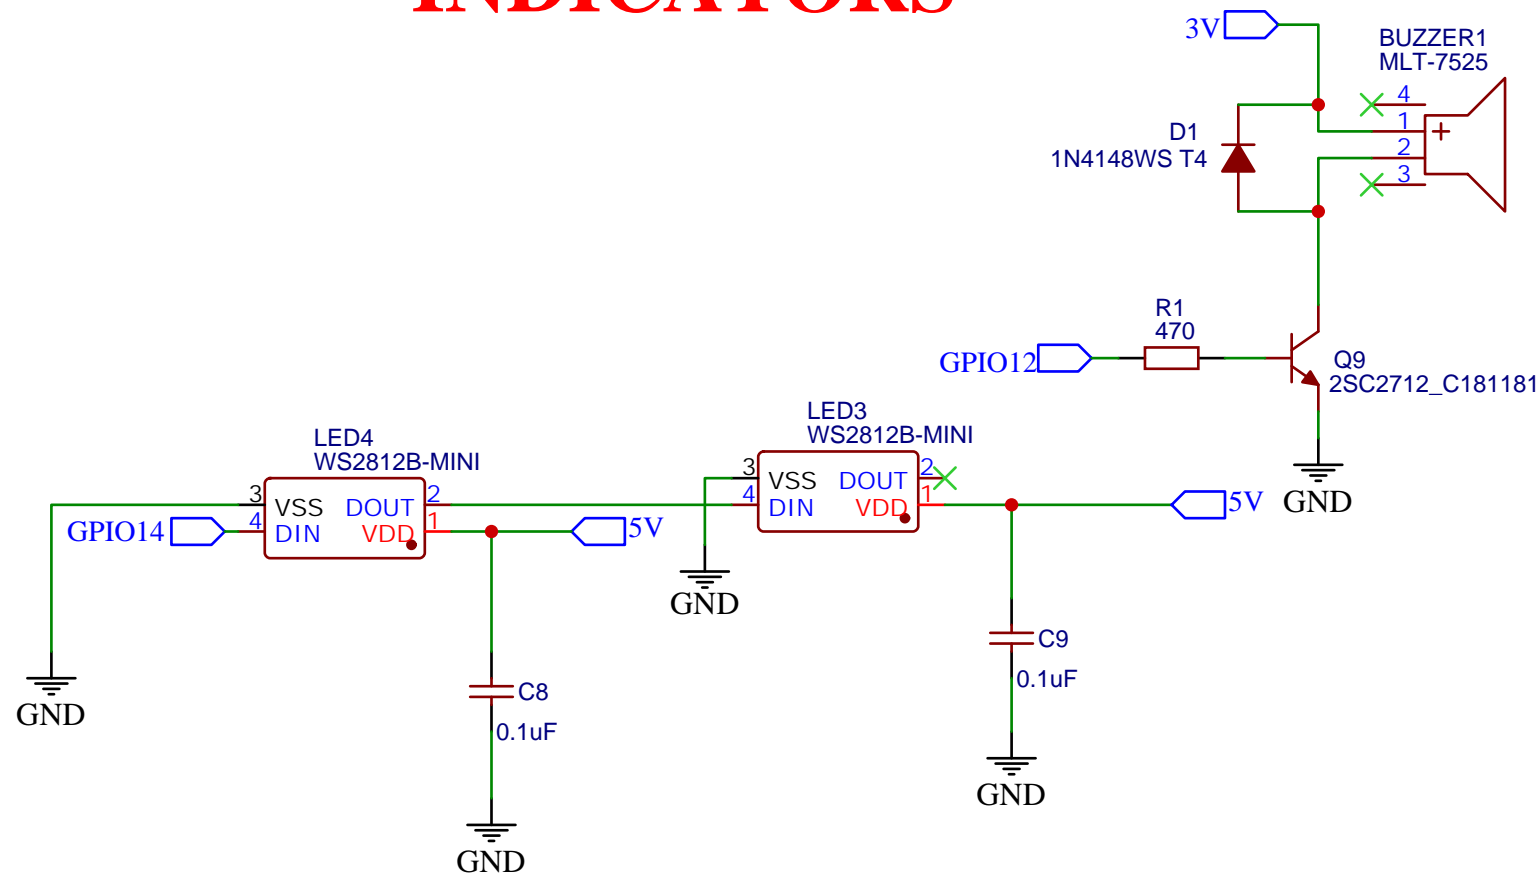 INDICATORS
3V
BUZZER1
MLT-7525
4
1
+
2
3
D1
1N4148WS T4
R1
470
GPIO12
Q9
2SC2712_C181181
GND
LED3
WS2812B-MINI
3 VSS DOUT 2
4 DIN VDD 1
5V
GND
C9
0.1uF
GND
LED4
WS2812B-MINI
3 VSS DOUT 2
GPIO14 4 DIN VDD 1
5V
GND
C8
0.1uF
GND